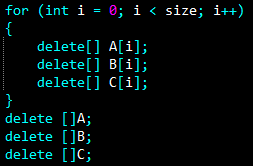 for (int i = 0; i < size; i++)
{
    delete[] A[i];
    delete[] B[i];
    delete[] C[i];
}
delete []A;
delete []B;
delete []C;